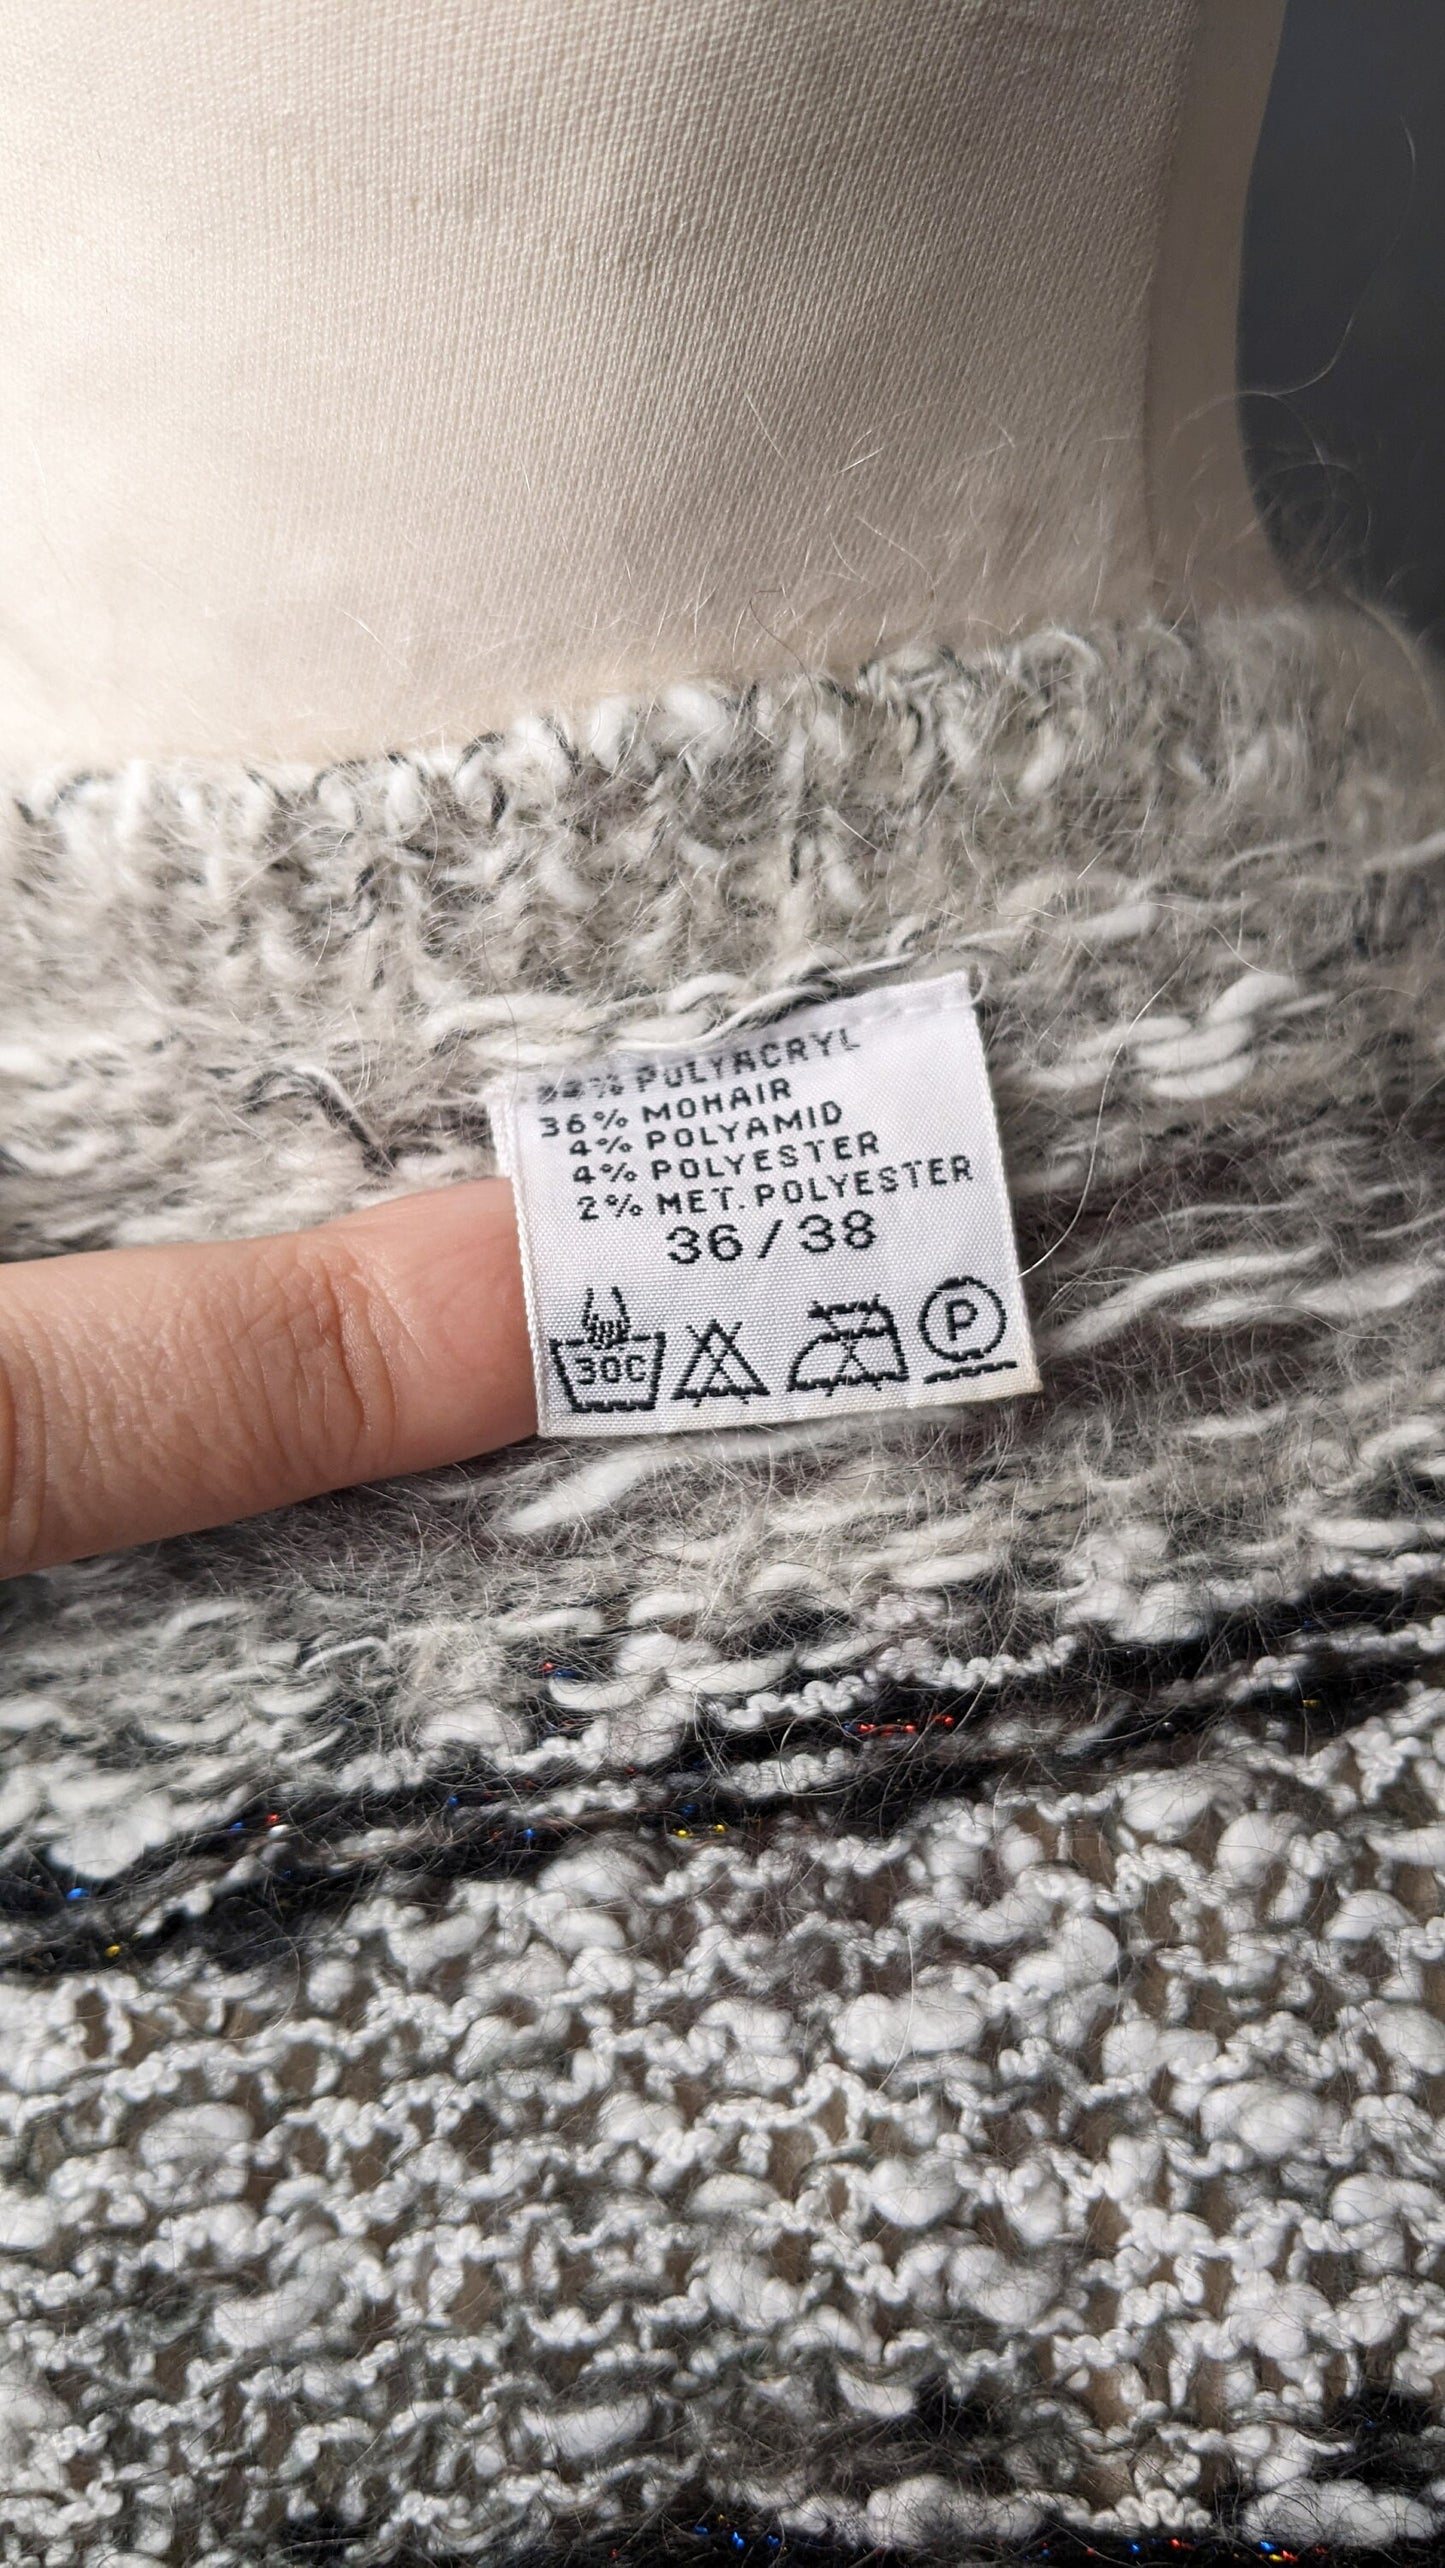 % POLYACRYL
36% MOHAIR
4% POLYAMID
4% POLYESTER
2% MET. POLYESTER
36/38
30C P